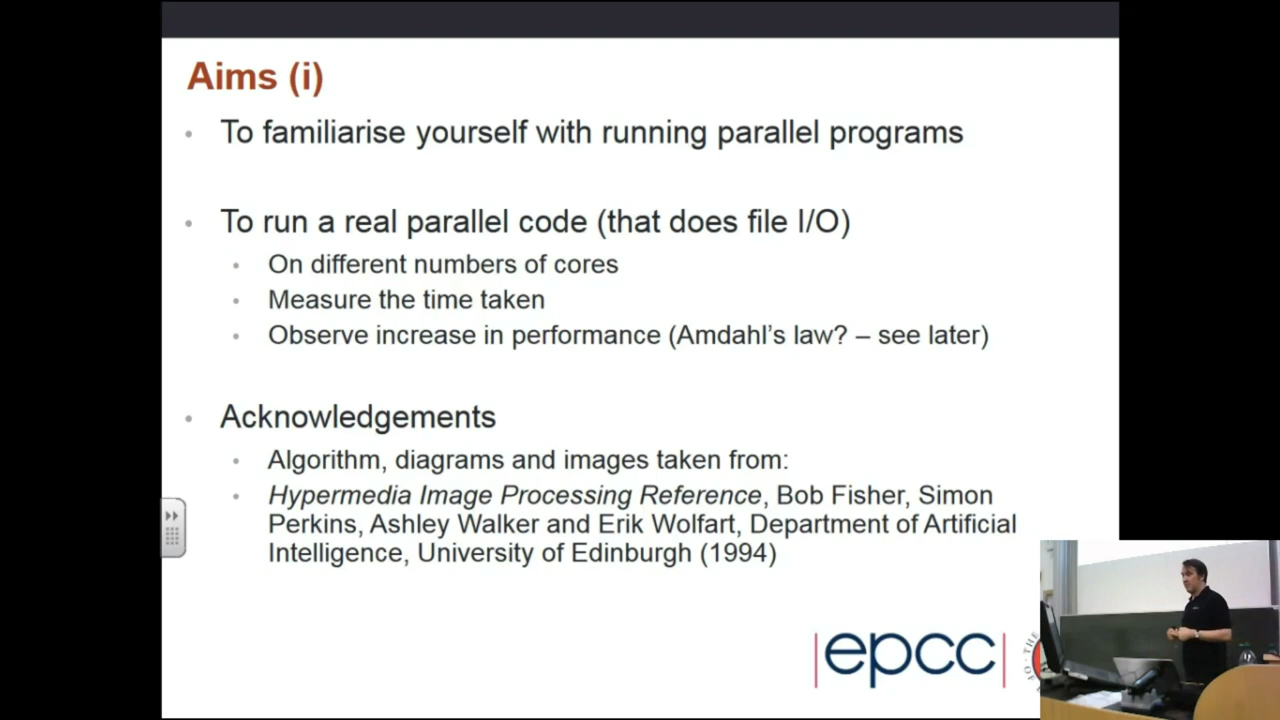 Aims (i)
• To familiarise yourself with running parallel programs
• To run a real parallel code (that does file I/O)
• On different numbers of cores
• Measure the time taken
• Observe increase in performance (Amdahl’s law? – see later)
• Acknowledgements
• Algorithm, diagrams and images taken from:
• Hypermedia Image Processing Reference, Bob Fisher, Simon
Perkins, Ashley Walker and Erik Wolfart, Department of Artificial
Intelligence, University of Edinburgh (1994)
|epcc|
THE